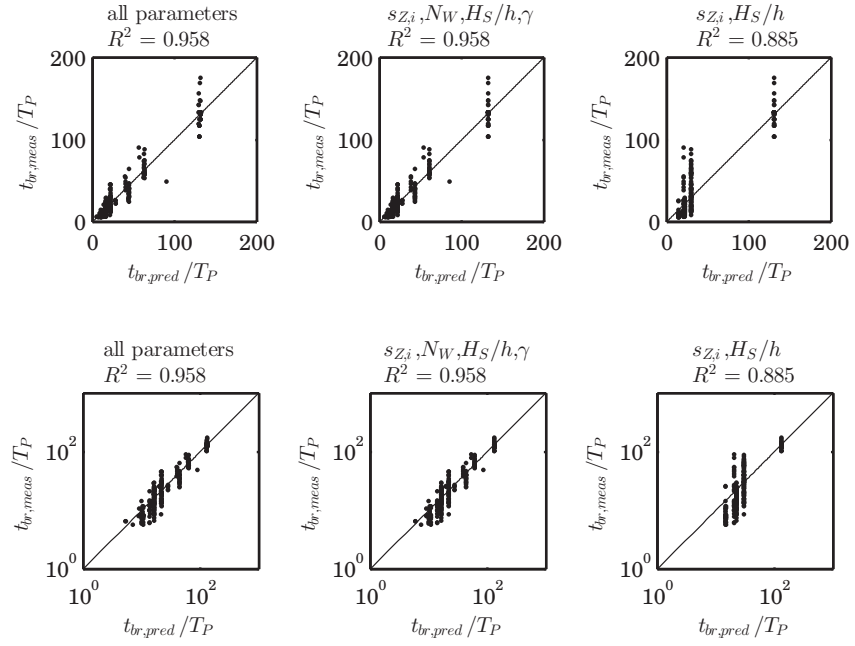 all parameters
R² = 0.958
s_{Z,i},N_W,H_S/h,γ
R² = 0.958
s_{Z,i},H_S/h
R² = 0.885
t_{br,meas}/T_P
200
100
0
0 100 200
t_{br,pred}/T_P
t_{br,meas}/T_P
200
100
0
0 100 200
t_{br,pred}/T_P
t_{br,meas}/T_P
200
100
0
0 100 200
t_{br,pred}/T_P
all parameters
R² = 0.958
s_{Z,i},N_W,H_S/h,γ
R² = 0.958
s_{Z,i},H_S/h
R² = 0.885
t_{br,meas}/T_P
10²
10⁰
10⁰ 10²
t_{br,pred}/T_P
t_{br,meas}/T_P
10²
10⁰
10⁰ 10²
t_{br,pred}/T_P
t_{br,meas}/T_P
10²
10⁰
10⁰ 10²
t_{br,pred}/T_P